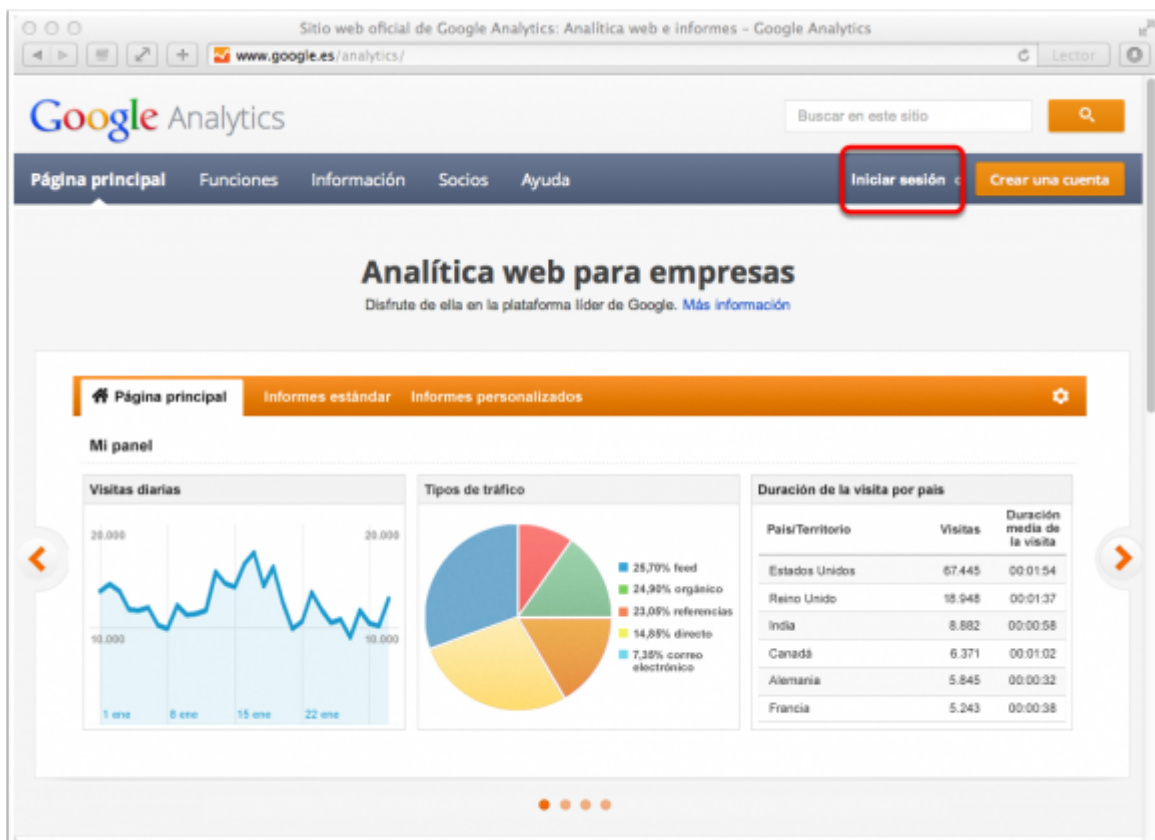 Sitio web oficial de Google Analytics: Analítica web e informes – Google Analytics
www.google.es/analytics/
Lector
Google Analytics
Buscar en este sitio
Página principal Funciones Información Socios Ayuda Iniciar sesión Crear una cuenta
Analítica web para empresas
Disfrute de ella en la plataforma líder de Google. Más información
Página principal Informes estándar Informes personalizados
Mi panel
Visitas diarias
20.000 20.000
10.000 10.000
1 ene 8 ene 15 ene 22 ene
Tipos de tráfico
25,70% feed
24,90% orgánico
23,05% referencias
14,85% directo
7,35% correo
electrónico
Duración de la visita por país
País/Territorio Visitas Duración
media de
la visita
Estados Unidos 67.445 00:01:54
Reino Unido 18.948 00:01:37
India 8.882 00:00:58
Canadá 6.371 00:01:02
Alemania 5.845 00:00:32
Francia 5.243 00:00:38